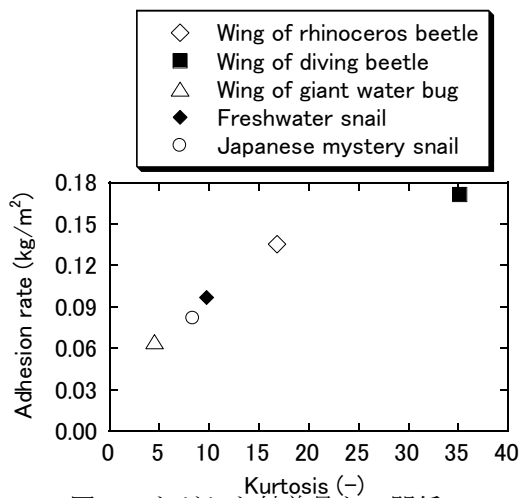 Wing of rhinoceros beetle
Wing of diving beetle
Wing of giant water bug
Freshwater snail
Japanese mystery snail
0.18
0.15
0.12
0.09
0.06
0.03
0.00
Adhesion rate (kg/m²)
0 5 10 15 20 25 30 35 40
Kurtosis (-)